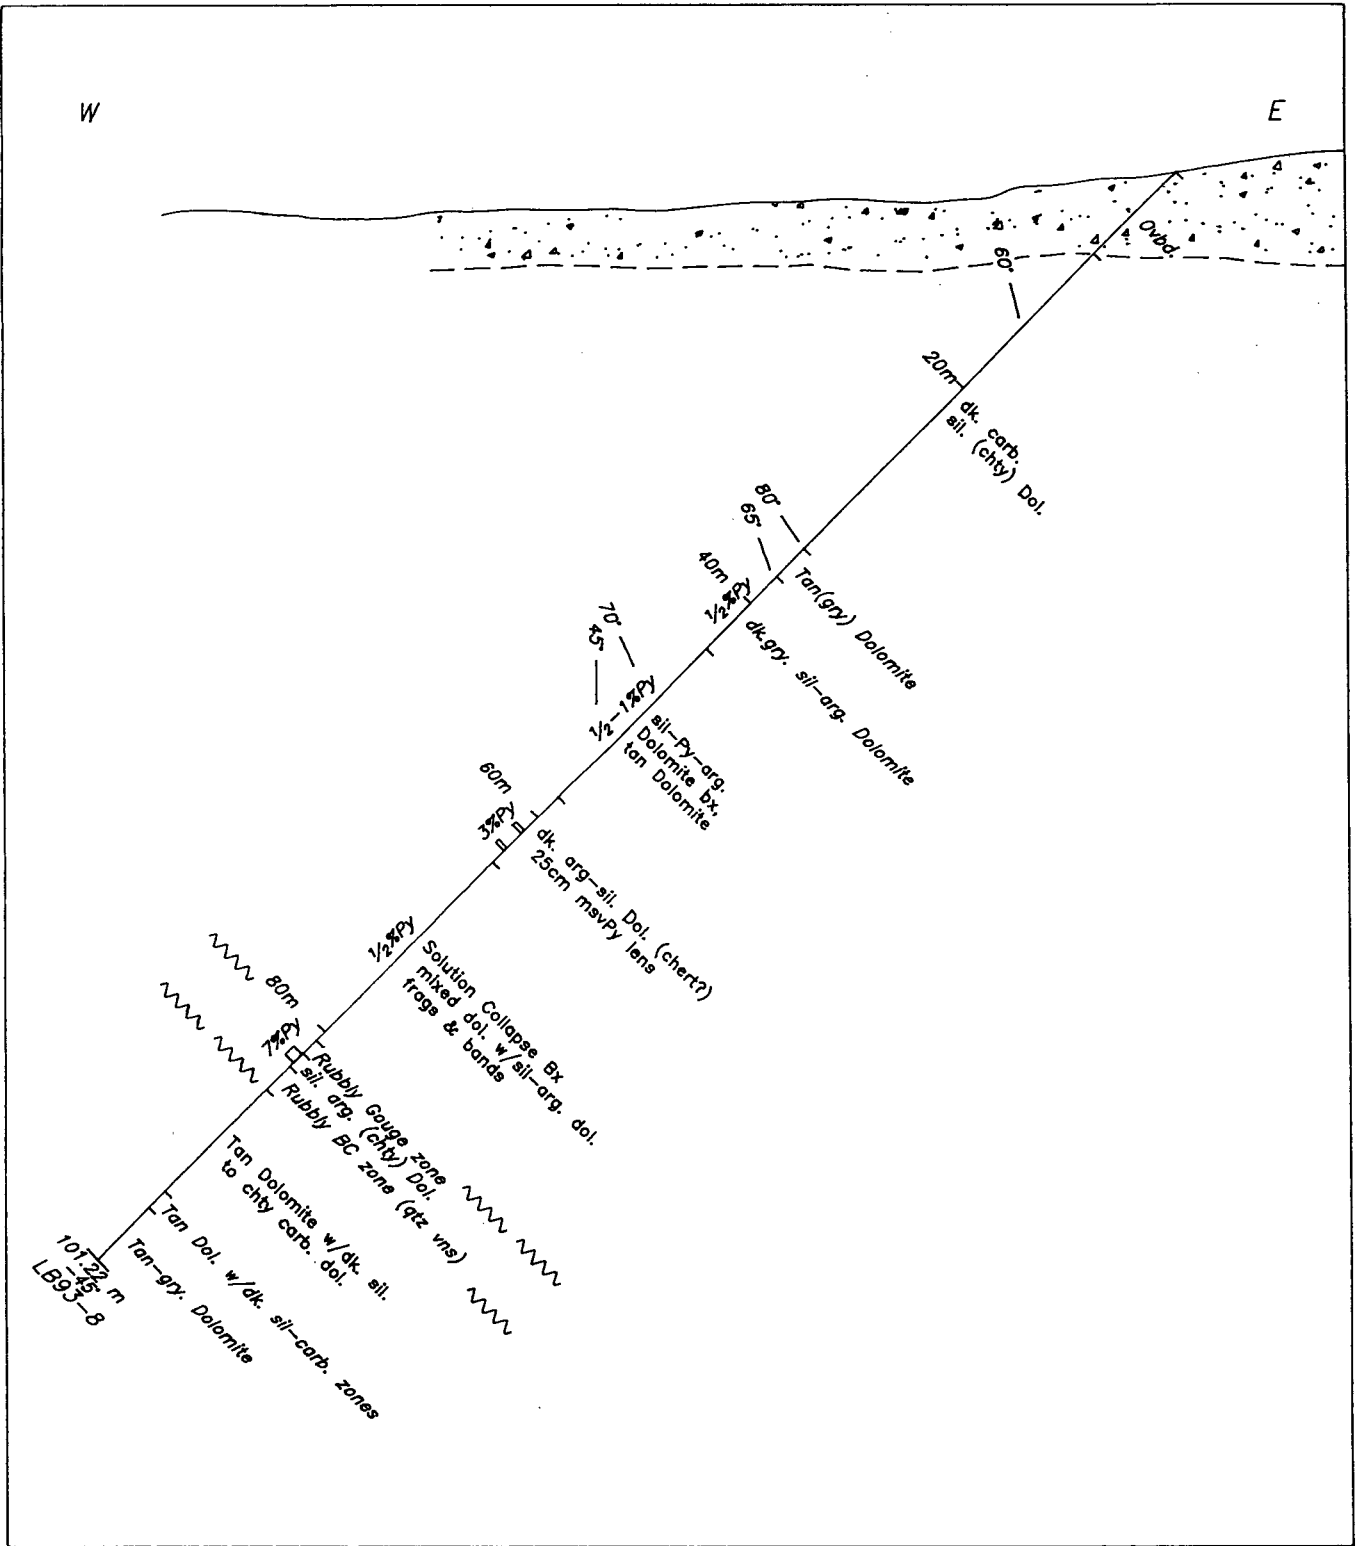 W
E
Ovbd.
60°
20m
dk. carb.
sil. (chty) Dol.
80°
65°
Tan(gry) Dolomite
40m
1/2%Py
dk.gry. sil-arg. Dolomite
70°
45°
1/2-1%Py
sil-Py-arg.
Dolomite bx,
tan Dolomite
60m
3%Py
dk. arg-sil. Dol. (chert?)
25cm msvPy lens
1/2%Py
Solution Collapse Bx
mixed dol. w/sil-arg. dol.
frags & bands
80m
7%Py
Rubbly Gouge zone
sil. arg. (chty) Dol.
Rubbly BC zone (qtz vns)
Tan Dolomite w/dk. sil.
to chty carb. dol.
Tan Dol. w/dk. sil-carb. zones
Tan-gry. Dolomite
101.22 m
-45°
LB93-8